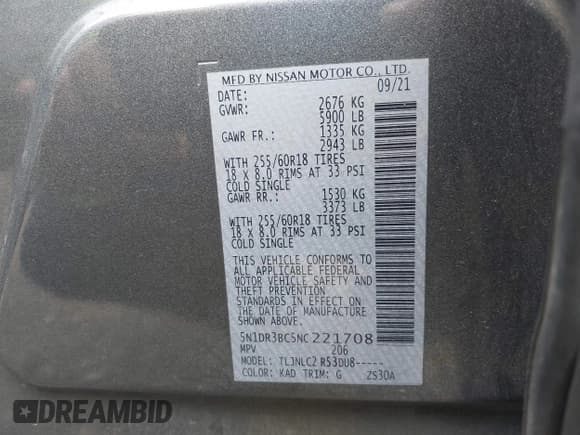 MFD BY NISSAN MOTOR CO., LTD.
DATE: 09/21
GVWR: 2676 KG
5900 LB
GAWR FR.: 1335 KG
2943 LB
WITH 255/60R18 TIRES
18 x 8.0 RIMS AT 33 PSI
COLD SINGLE
GAWR RR.: 1530 KG
3373 LB
WITH 255/60R18 TIRES
18 x 8.0 RIMS AT 33 PSI
COLD SINGLE
THIS VEHICLE CONFORMS TO
ALL APPLICABLE FEDERAL
MOTOR VEHICLE SAFETY AND
THEFT PREVENTION
STANDARDS IN EFFECT ON
THE DATE OF MANUFACTURE
SHOWN ABOVE.
5N1DR3BC5NC221708
MPV 206
MODEL: TLJNLC2 R53DU8-----
COLOR: KAD TRIM: G ZS30A
DREAMBID